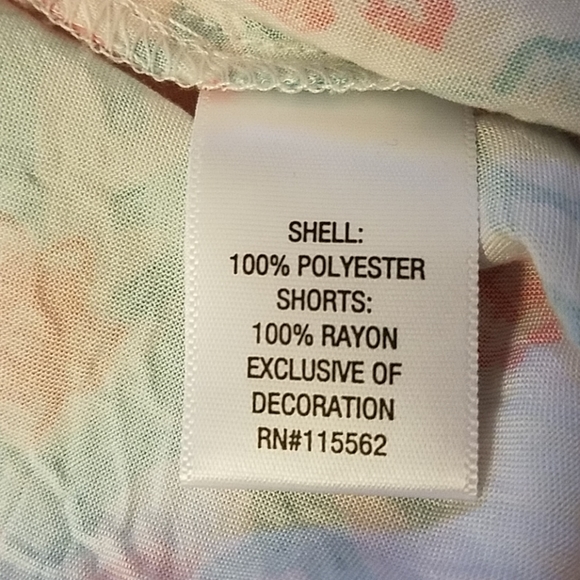 SHELL:
100% POLYESTER
SHORTS:
100% RAYON
EXCLUSIVE OF
DECORATION
RN#115562